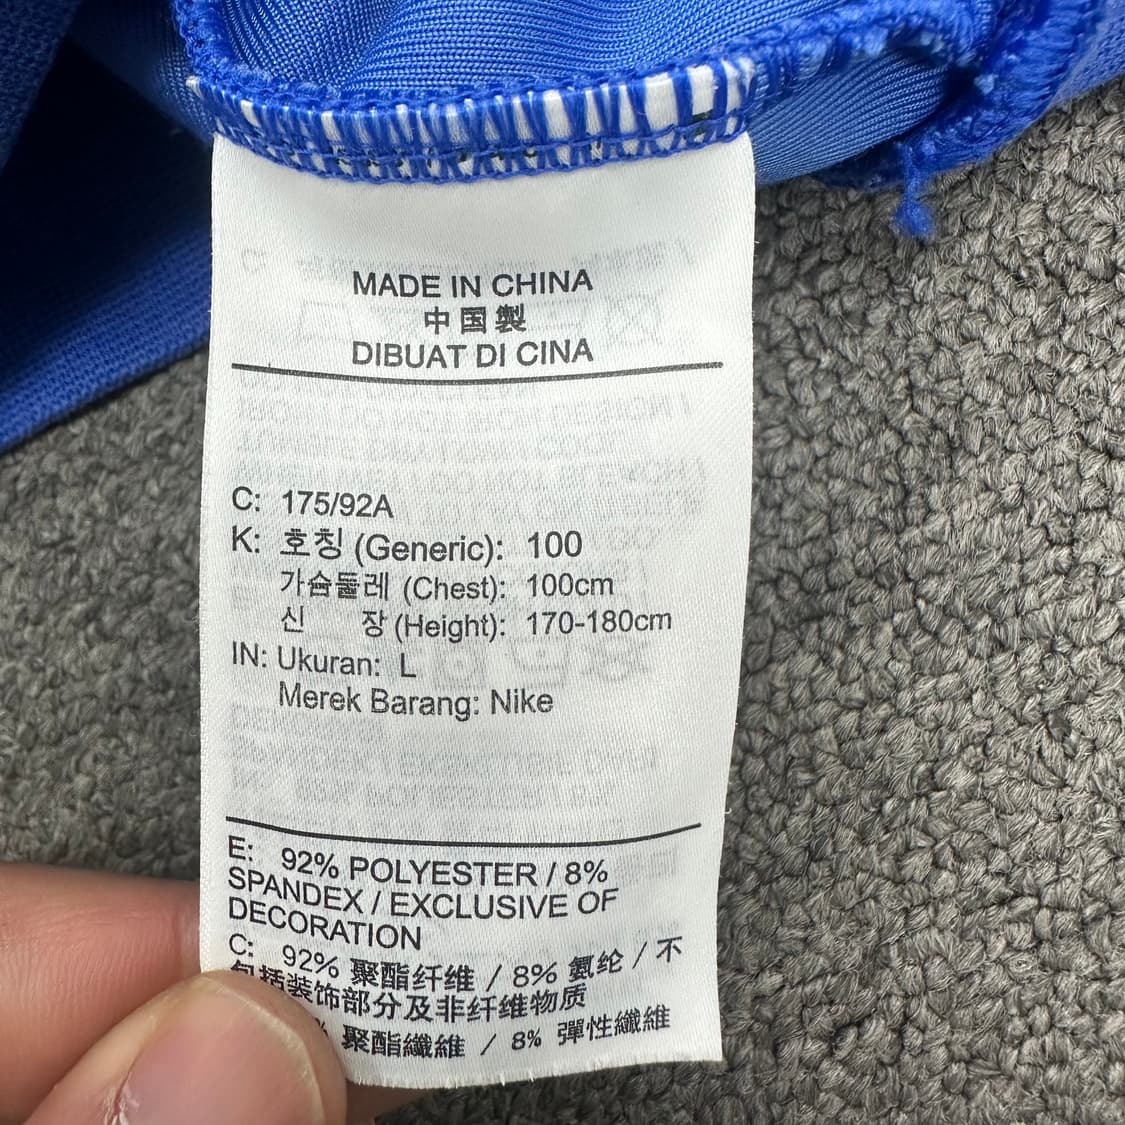 MADE IN CHINA
中国製
DIBUAT DI CINA
C: 175/92A
K: 호칭 (Generic): 100
가슴둘레 (Chest): 100cm
신 장 (Height): 170-180cm
IN: Ukuran: L
Merek Barang: Nike
E: 92% POLYESTER / 8%
SPANDEX / EXCLUSIVE OF
DECORATION
C: 92% 聚酯纤维 / 8% 氨纶 / 不
包括装饰部分及非纤维物质
% 聚酯纖維 / 8% 彈性纖維